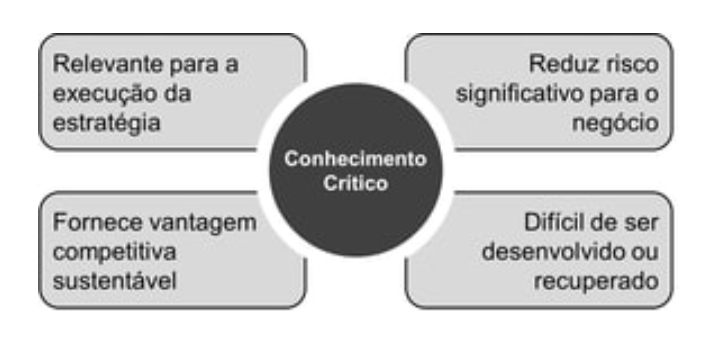 Relevante para a
execução da
estratégia
Reduz risco
significativo para o
negócio
Conhecimento
Crítico
Fornece vantagem
competitiva
sustentável
Difícil de ser
desenvolvido ou
recuperado